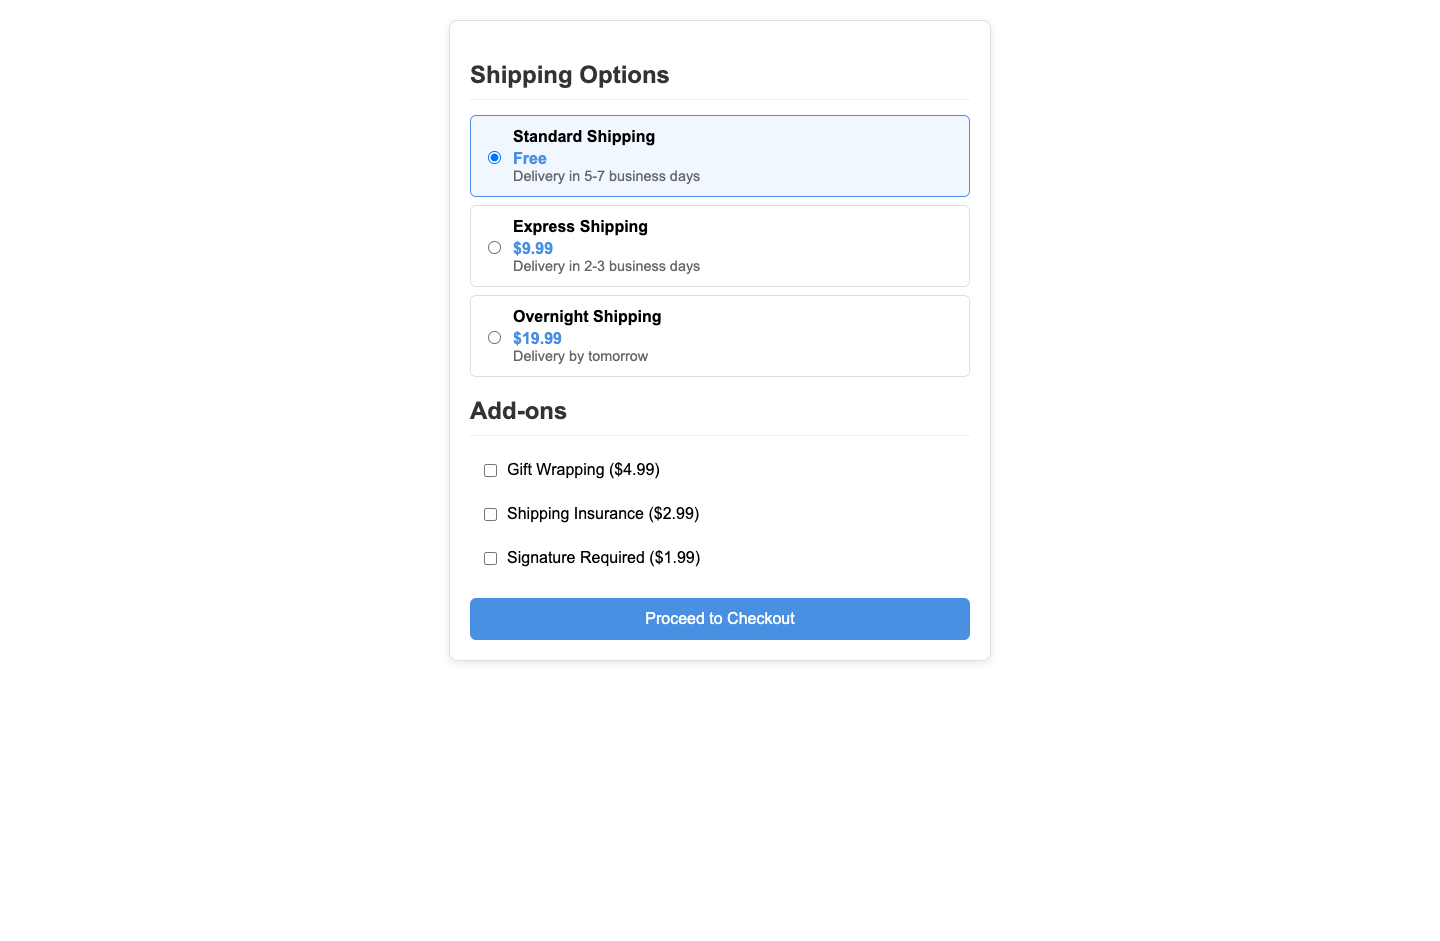 Shipping Options
Standard Shipping
Free
Delivery in 5-7 business days
Express Shipping
$9.99
Delivery in 2-3 business days
Overnight Shipping
$19.99
Delivery by tomorrow
Add-ons
Gift Wrapping ($4.99)
Shipping Insurance ($2.99)
Signature Required ($1.99)
Proceed to Checkout